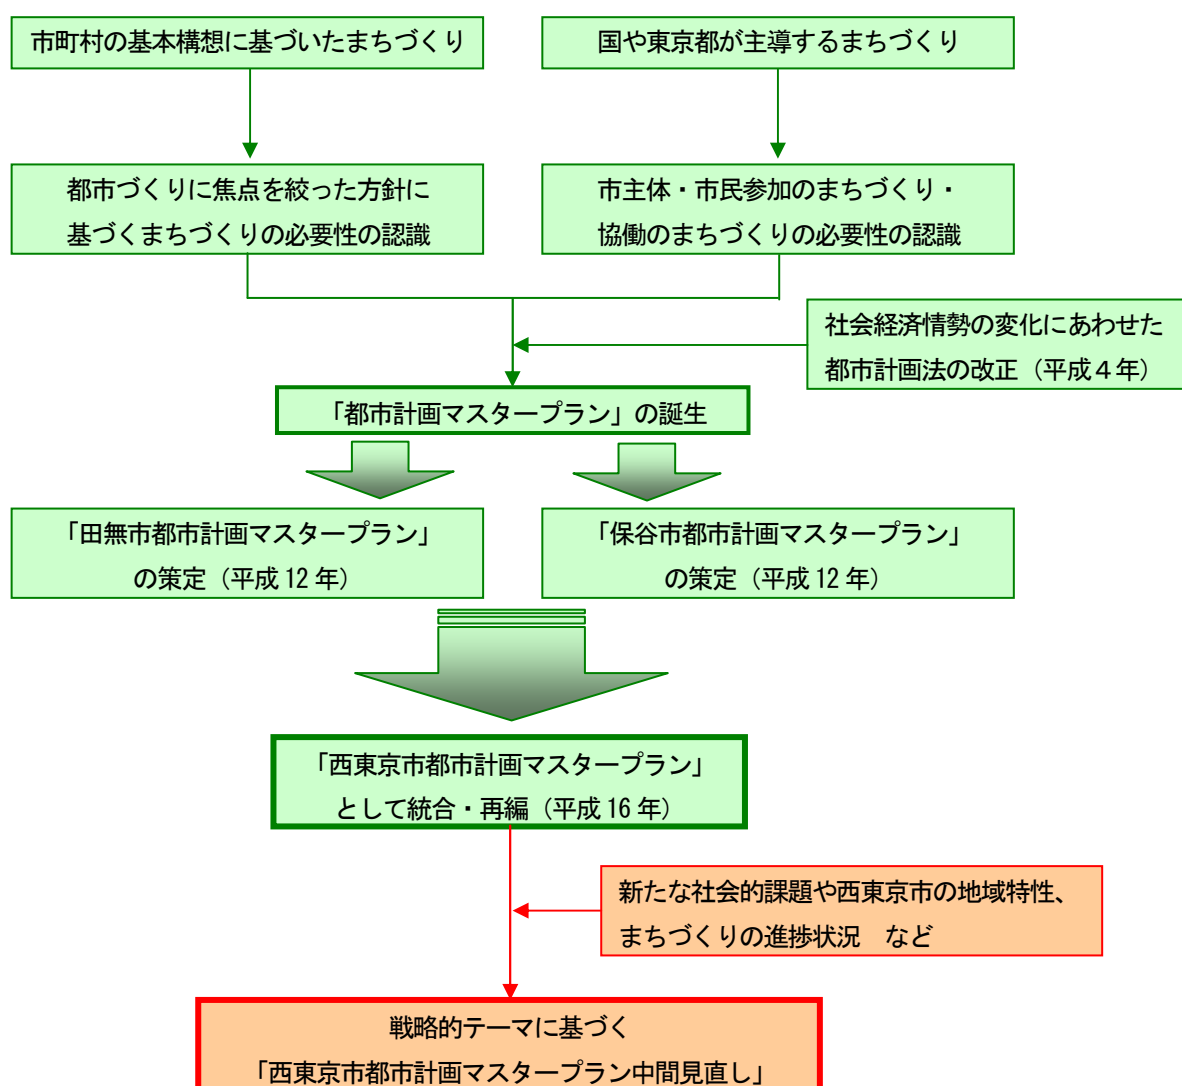 市町村の基本構想に基づいたまちづくり
国や東京都が主導するまちづくり
都市づくりに焦点を絞った方針に
基づくまちづくりの必要性の認識
市主体・市民参加のまちづくり・
協働のまちづくりの必要性の認識
社会経済情勢の変化にあわせた
都市計画法の改正（平成４年）
「都市計画マスタープラン」の誕生
「田無市都市計画マスタープラン」
の策定（平成 12 年）
「保谷市都市計画マスタープラン」
の策定（平成 12 年）
「西東京市都市計画マスタープラン」
として統合・再編（平成 16 年）
新たな社会的課題や西東京市の地域特性、
まちづくりの進捗状況　など
戦略的テーマに基づく
「西東京市都市計画マスタープラン中間見直し」